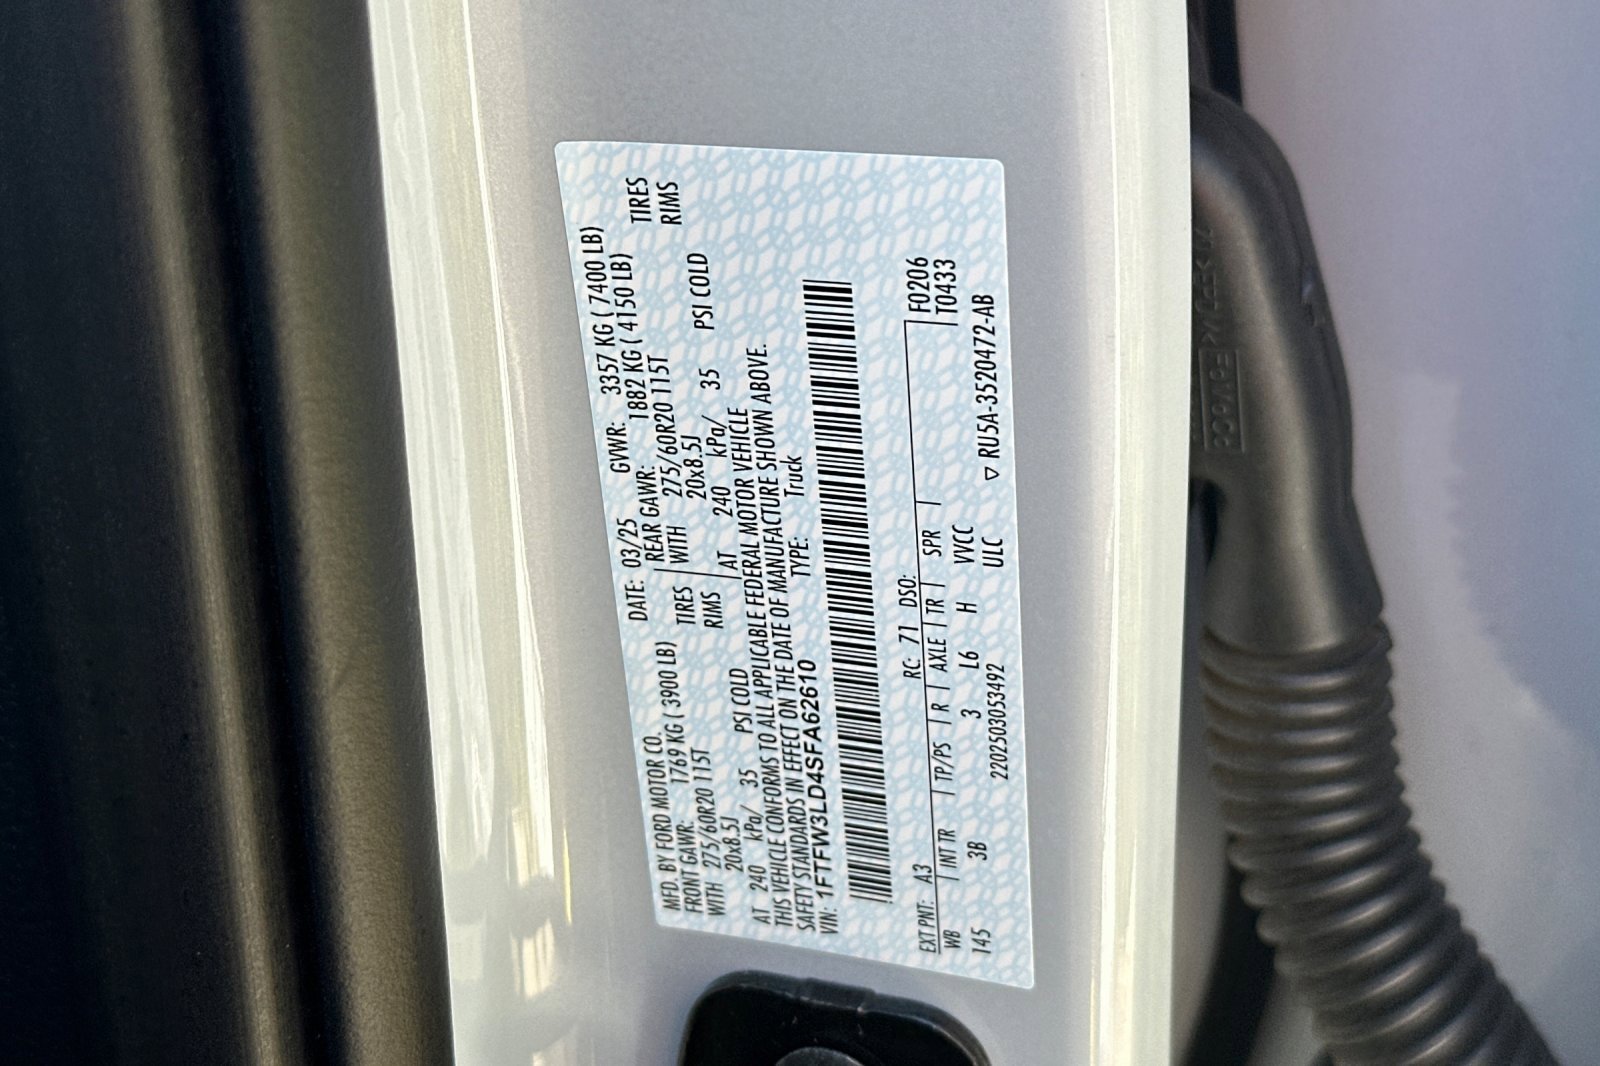 MFD. BY FORD MOTOR CO.
DATE: 03/25 GVWR: 3357 KG ( 7400 LB)
FRONT GAWR: 1769 KG ( 3900 LB) REAR GAWR: 1882 KG ( 4150 LB)
WITH 275/60R20 115T TIRES WITH 275/60R20 115T TIRES
20x8.5J RIMS 20x8.5J RIMS
AT 240 kPa/ 35 PSI COLD AT 240 kPa/ 35 PSI COLD
THIS VEHICLE CONFORMS TO ALL APPLICABLE FEDERAL MOTOR VEHICLE
SAFETY STANDARDS IN EFFECT ON THE DATE OF MANUFACTURE SHOWN ABOVE.
VIN: 1FTFW3LD4SFA62610 TYPE: Truck
F0206
EXT PNT: A3 RC: 71 DSO: T0433
WB INT TR TP/PS R AXLE TR SPR
145 3B 3 L6 H VVCC
220250305​3492 ULC ▽ RU5A-3520472-AB